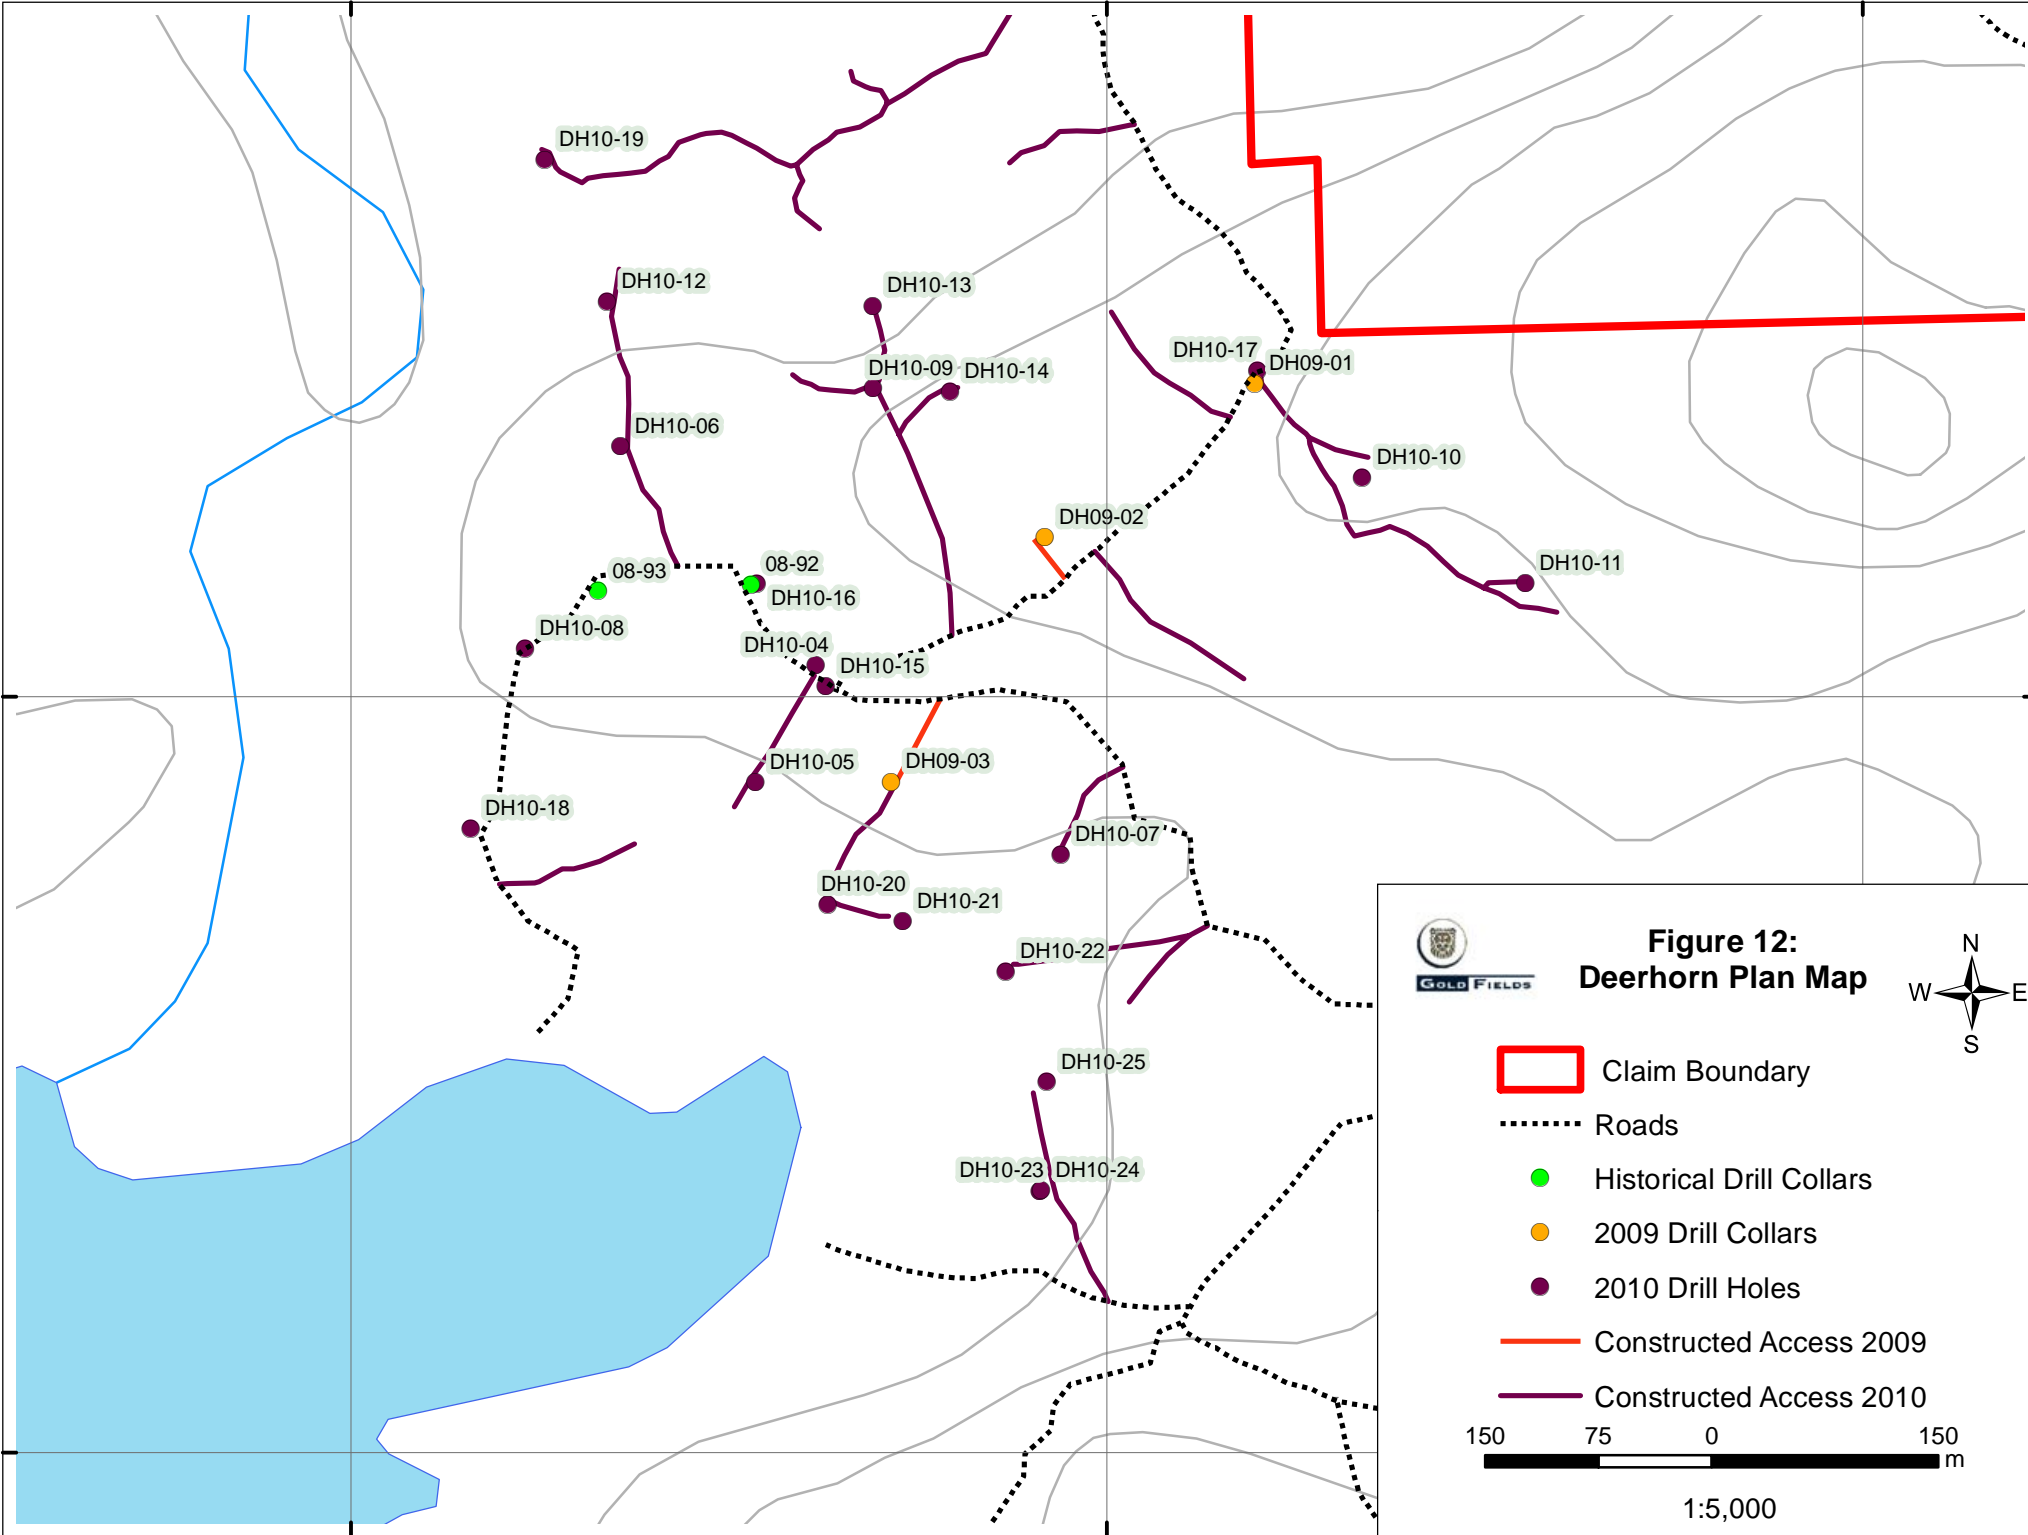 DH10-19
DH10-12
DH10-13
DH10-17
DH09-01
DH10-09
DH10-14
DH10-06
DH10-10
DH09-02
08-93
08-92
DH10-16
DH10-11
DH10-08
DH10-04
DH10-15
DH10-05
DH09-03
DH10-18
DH10-07
DH10-20
DH10-21
DH10-22
DH10-25
DH10-23
DH10-24
GOLD FIELDS
Figure 12:
Deerhorn Plan Map
N
W
E
S
Claim Boundary
Roads
Historical Drill Collars
2009 Drill Collars
2010 Drill Holes
Constructed Access 2009
Constructed Access 2010
150 75 0 150
m
1:5,000